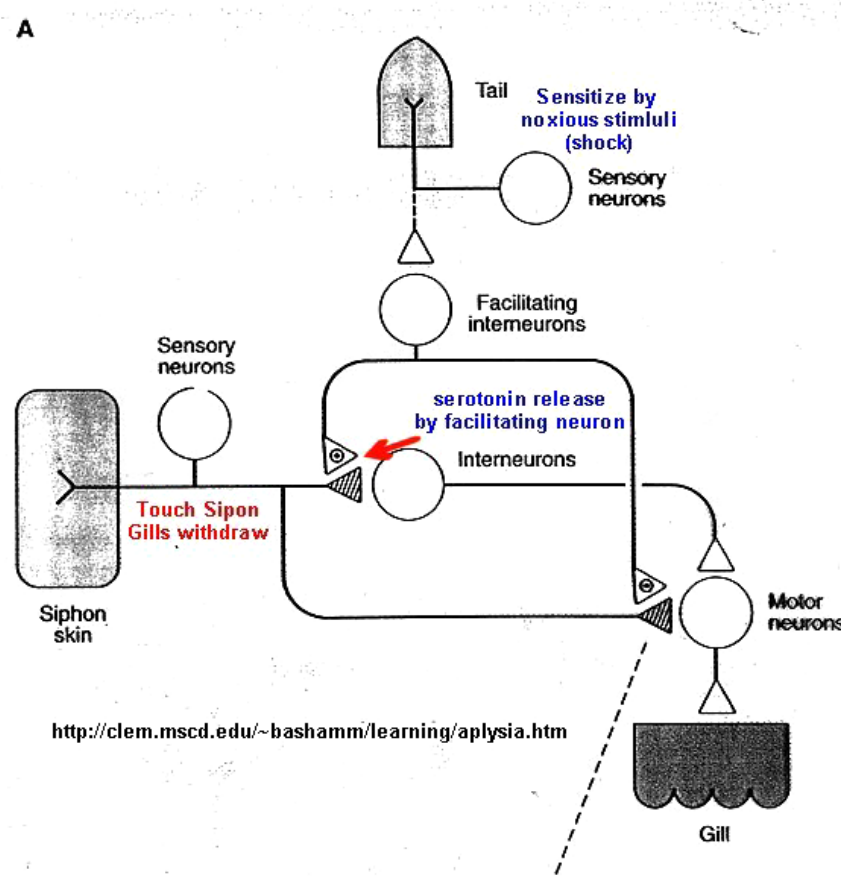 A
Tail
Sensitize by
noxious stimluli
(shock)
Sensory
neurons
Facilitating
interneurons
Sensory
neurons
serotonin release
by facilitating neuron
Interneurons
Touch Sipon
Gills withdraw
Siphon
skin
Motor
neurons
http://clem.mscd.edu/~bashamm/learning/aplysia.htm
Gill